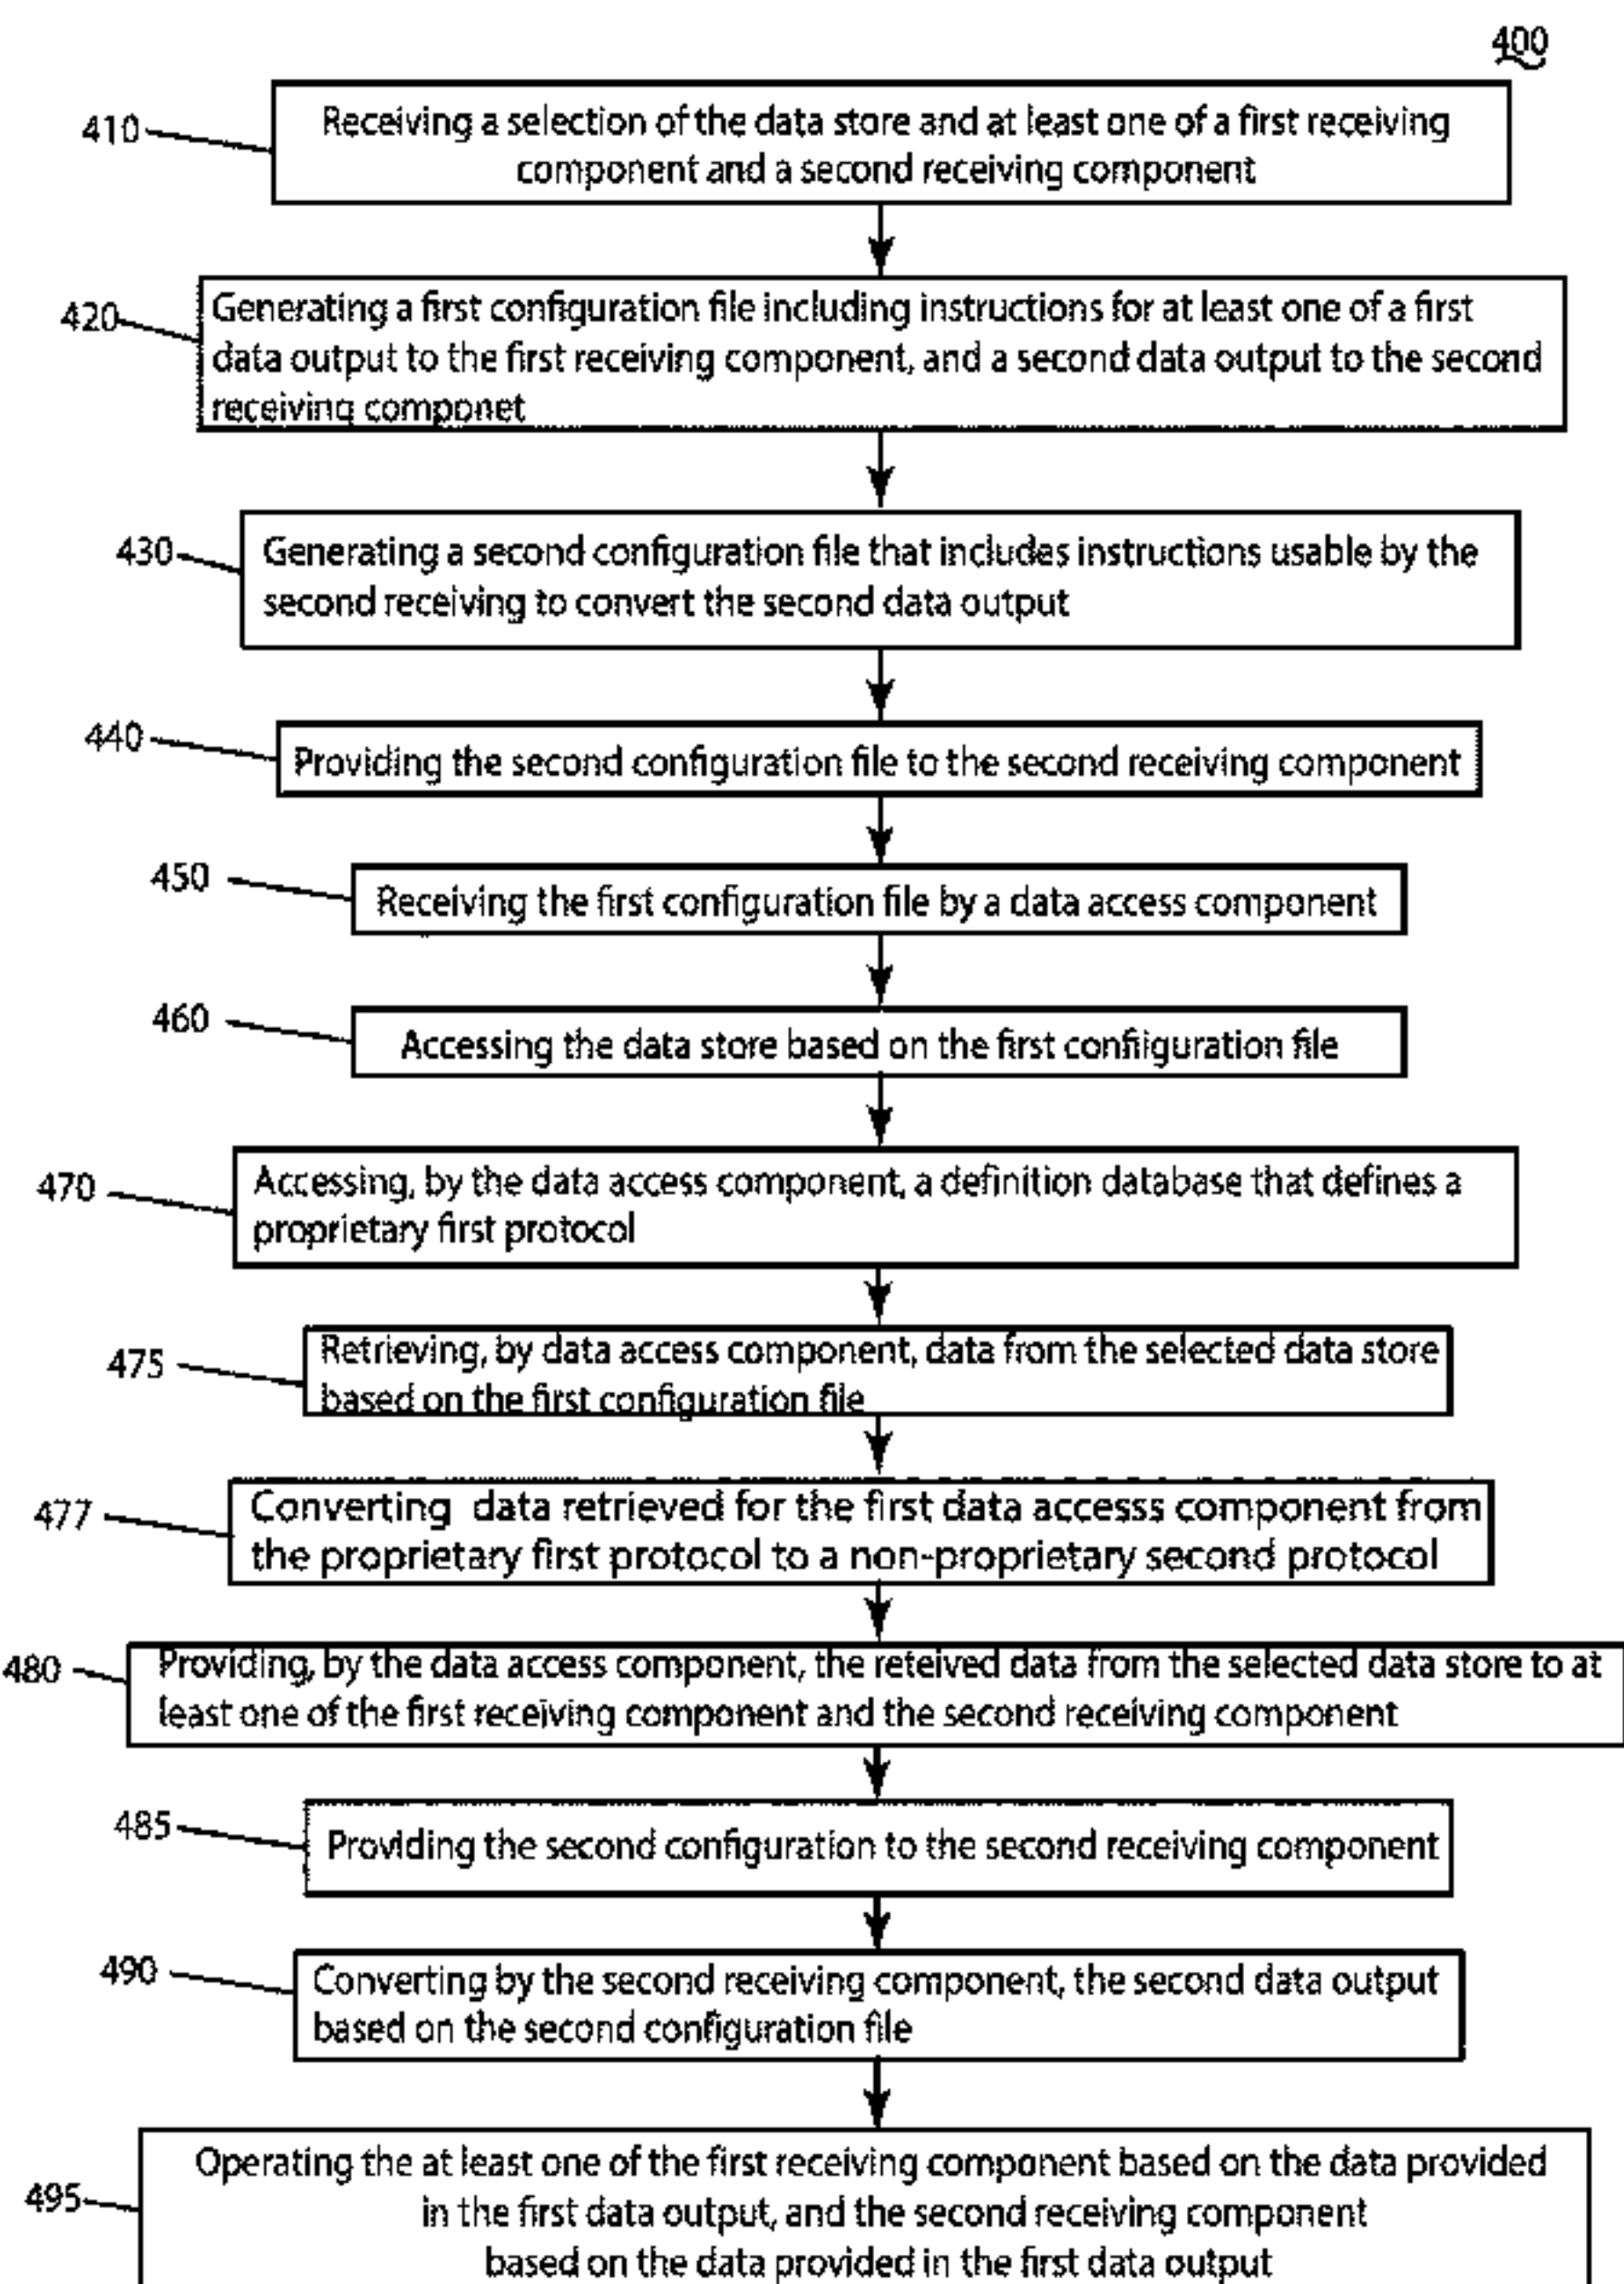 400
410
Receiving a selection of the data store and at least one of a first receiving
component and a second receiving component
420
Generating a first configuration file including instructions for at least one of a first
data output to the first receiving component, and a second data output to the second
receiving componet
430
Generating a second configuration file that includes instructions usable by the
second receiving to convert the second data output
440
Providing the second configuration file to the second receiving component
450
Receiving the first configuration file by a data access component
460
Accessing the data store based on the first confiiguration file
470
Accessing, by the data access component, a definition database that defines a
proprietary first protocol
475
Retrieving, by data access component, data from the selected data store
based on the first configuration file
477
Converting data retrieved for the first data accesss component from
the proprietary first protocol to a non-proprietary second protocol
480
Providing, by the data access component, the reteived data from the selected data store to at
least one of the first receiving component and the second receiving component
485
Providing the second configuration to the second receiving component
490
Converting by the second receiving component, the second data output
based on the second configuration file
495
Operating the at least one of the first receiving component based on the data provided
in the first data output, and the second receiving component
based on the data provided in the first data output